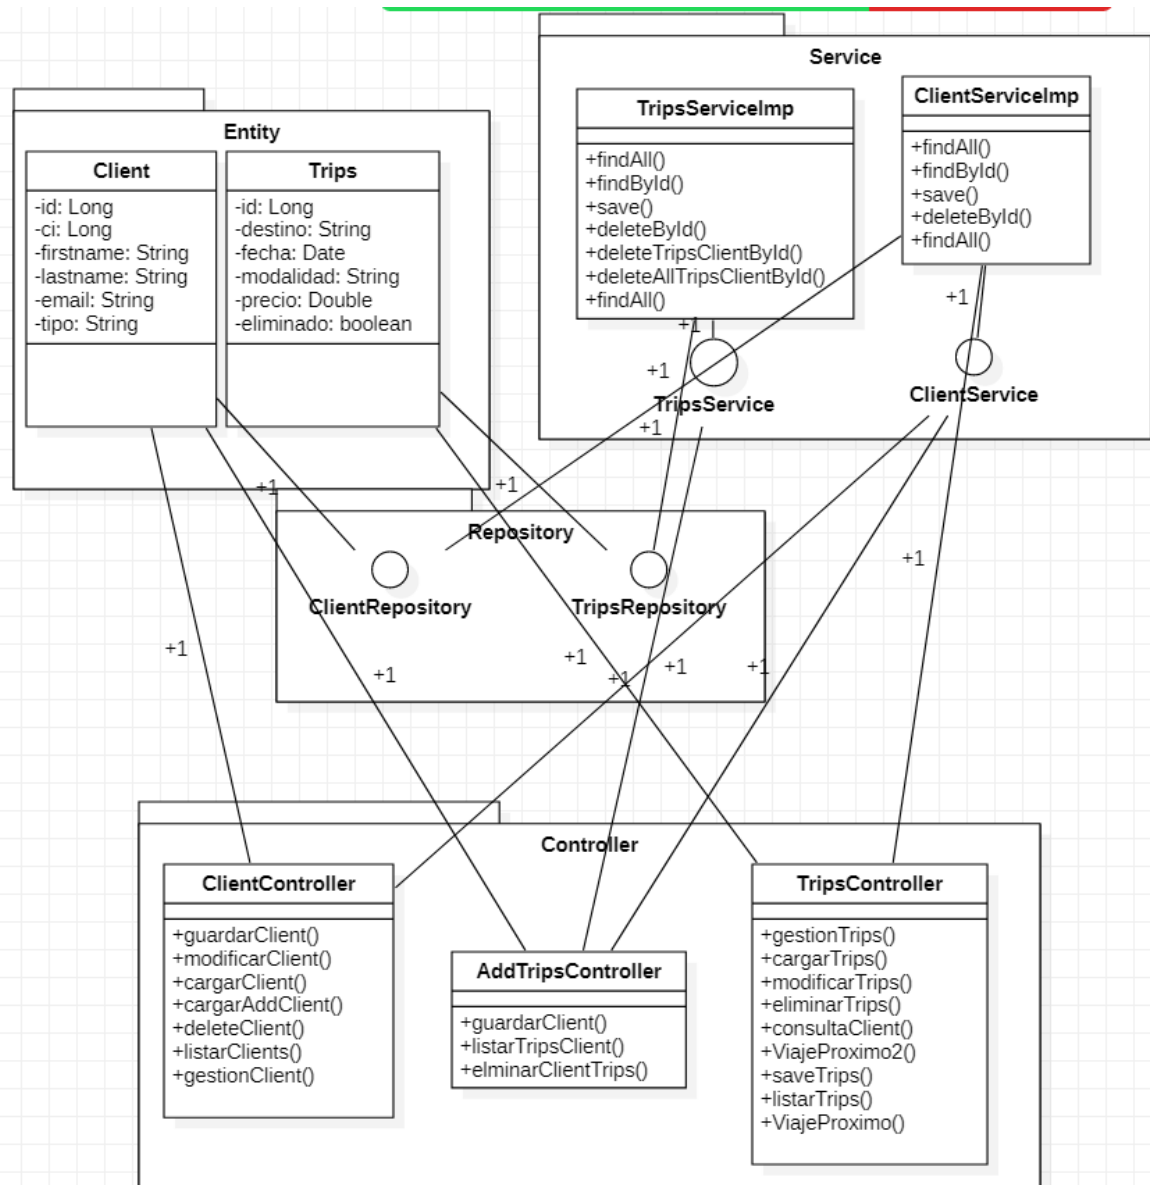 Service
TripsServiceImp
+findAll()
+findById()
+save()
+deleteById()
+deleteTripsClientById()
+deleteAllTripsClientById()
+findAll()
ClientServiceImp
+findAll()
+findById()
+save()
+deleteById()
+findAll()
Entity
Client
-id: Long
-ci: Long
-firstname: String
-lastname: String
-email: String
-tipo: String
Trips
-id: Long
-destino: String
-fecha: Date
-modalidad: String
-precio: Double
-eliminado: boolean
+1
+1
+1
TripsService
ClientService
+1
+1
+1
Repository
ClientRepository
TripsRepository
+1
+1
+1
+1
+1
+1
+1
Controller
ClientController
+guardarClient()
+modificarClient()
+cargarClient()
+cargarAddClient()
+deleteClient()
+listarClients()
+gestionClient()
AddTripsController
+guardarClient()
+listarTripsClient()
+elminarClientTrips()
TripsController
+gestionTrips()
+cargarTrips()
+modificarTrips()
+eliminarTrips()
+consultaClient()
+ViajeProximo2()
+saveTrips()
+listarTrips()
+ViajeProximo()